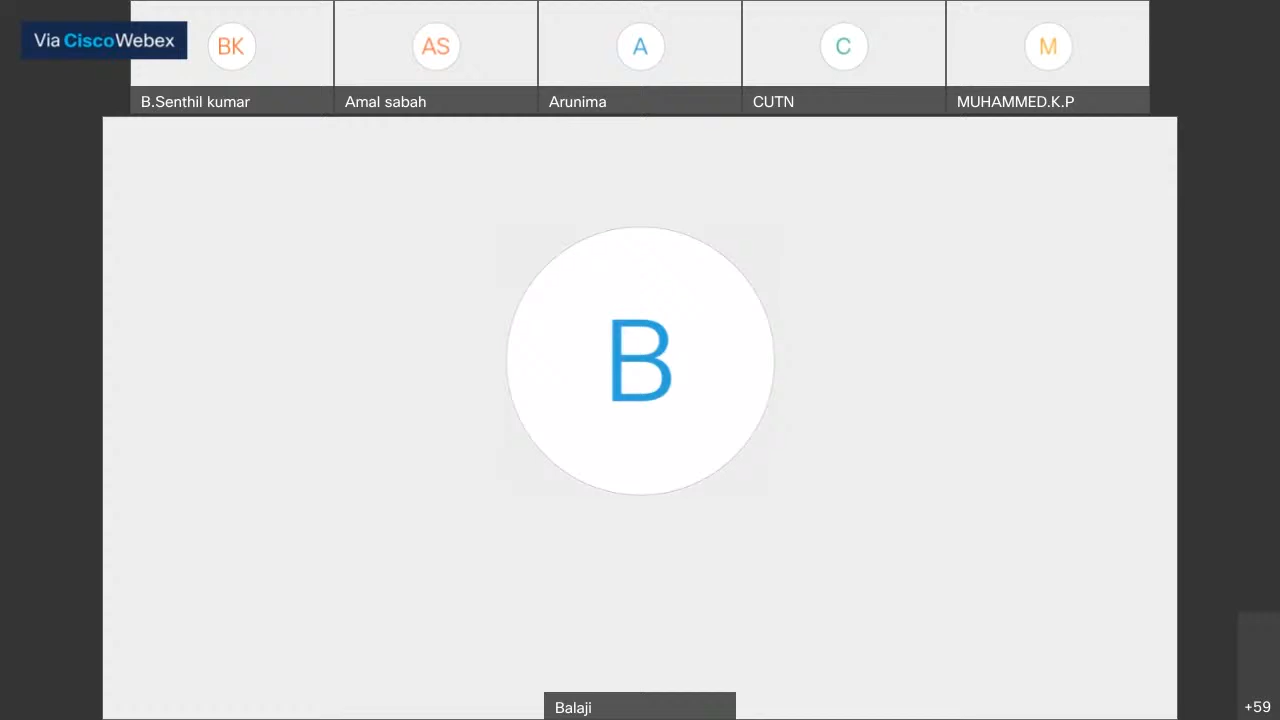 Via CiscoWebex
BK
AS
A
C
M
B.Senthil kumar
Amal sabah
Arunima
CUTN
MUHAMMED.K.P
B
Balaji
+59